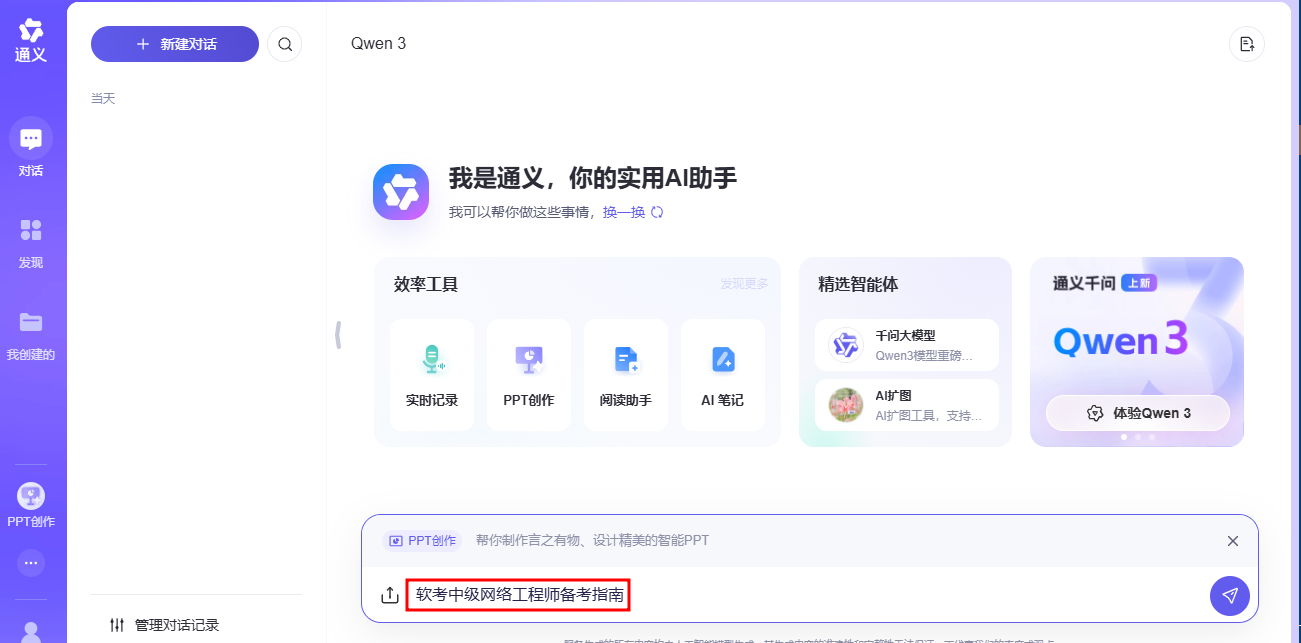 通义
对话
发现
我创建的
PPT创作
新建对话
当天
管理对话记录
Qwen 3
我是通义，你的实用AI助手
我可以帮你做这些事情，换一换
效率工具
发现更多
实时记录
PPT创作
阅读助手
AI 笔记
精选智能体
千问大模型
Qwen3模型重磅...
AI扩图
AI扩图工具，支持...
通义千问 上新
Qwen 3
体验Qwen 3
PPT创作 帮你制作言之有物、设计精美的智能PPT
软考中级网络工程师备考指南